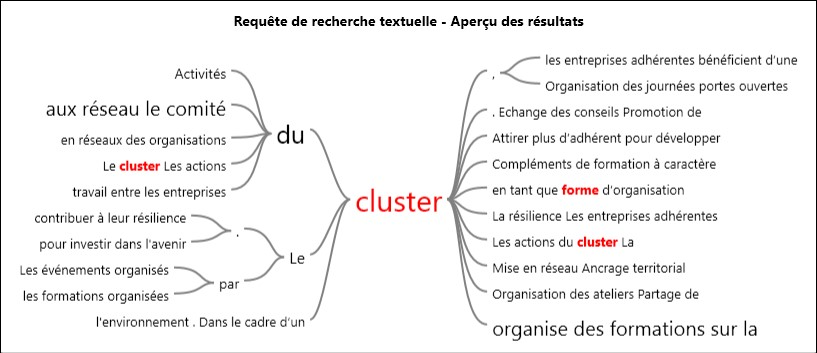 Requête de recherche textuelle - Aperçu des résultats
Activités
aux réseau le comité
en réseaux des organisations
Le cluster Les actions
travail entre les entreprises
du
contribuer à leur résilience
pour investir dans l'avenir
.
Les événements organisés
les formations organisées
par
Le
l'environnement . Dans le cadre d'un
cluster
,
les entreprises adhérentes bénéficient d'une
Organisation des journées portes ouvertes
. Echange des conseils Promotion de
Attirer plus d'adhérent pour développer
Compléments de formation à caractère
en tant que forme d'organisation
La résilience Les entreprises adhérentes
Les actions du cluster La
Mise en réseau Ancrage territorial
Organisation des ateliers Partage de
organise des formations sur la